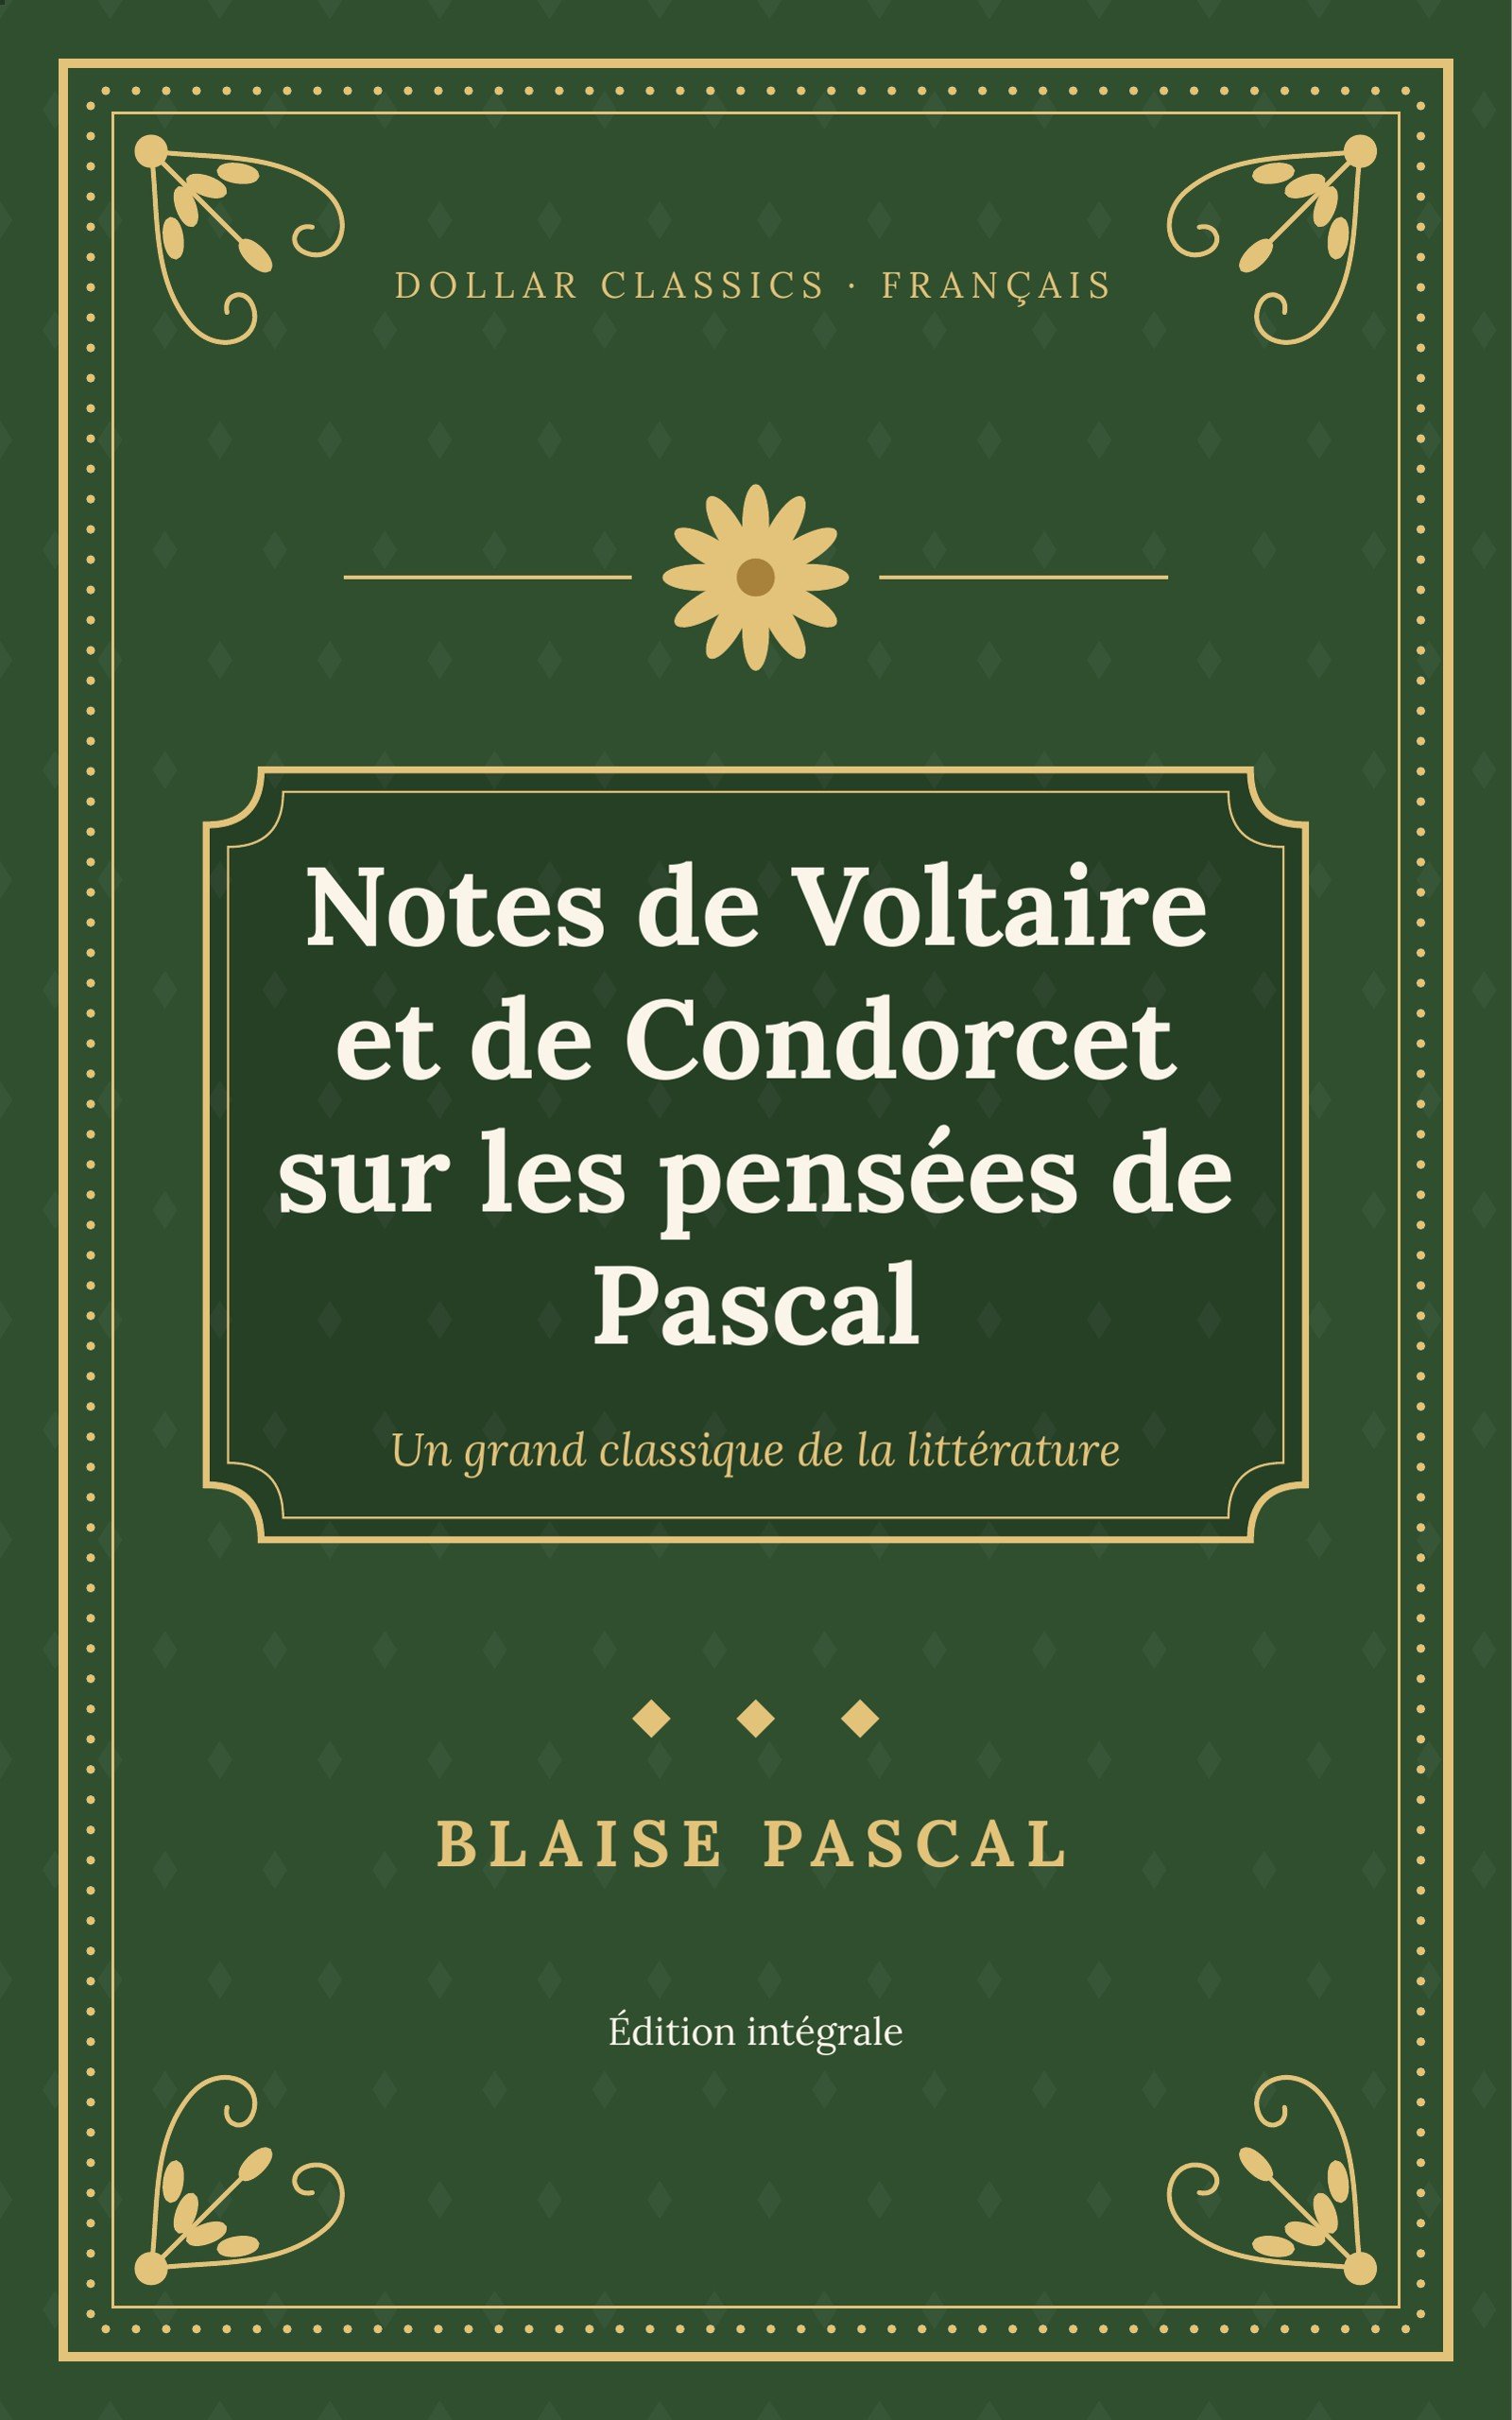 DOLLAR CLASSICS · FRANÇAIS
Notes de Voltaire
et de Condorcet
sur les pensées de
Pascal
Un grand classique de la littérature
BLAISE PASCAL
Édition intégrale